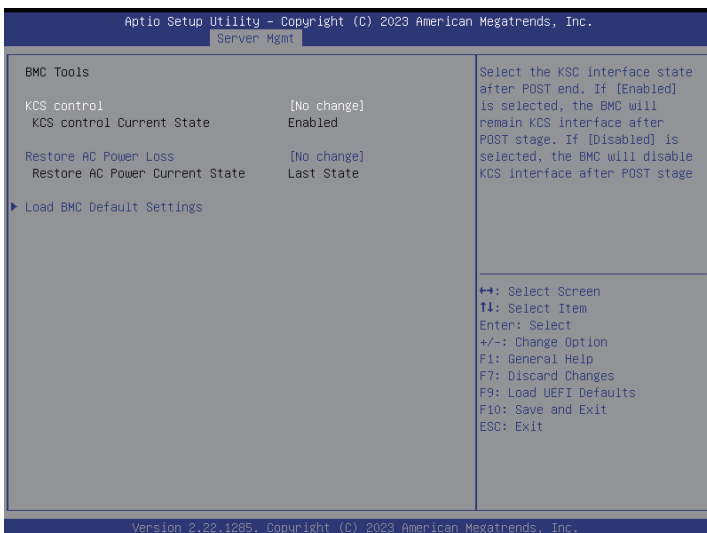 Aptio Setup Utility – Copyright (C) 2023 American Megatrends, Inc.
Server Mgmt
BMC Tools
KCS control [No change]
KCS control Current State Enabled
Restore AC Power Loss [No change]
Restore AC Power Current State Last State
▶ Load BMC Default Settings
Select the KSC interface state
after POST end. If [Enabled]
is selected, the BMC will
remain KCS interface after
POST stage. If [Disabled] is
selected, the BMC will disable
KCS interface after POST stage
↔: Select Screen
↑↓: Select Item
Enter: Select
+/-: Change Option
F1: General Help
F7: Discard Changes
F9: Load UEFI Defaults
F10: Save and Exit
ESC: Exit
Version 2.22.1285. Copyright (C) 2023 American Megatrends, Inc.